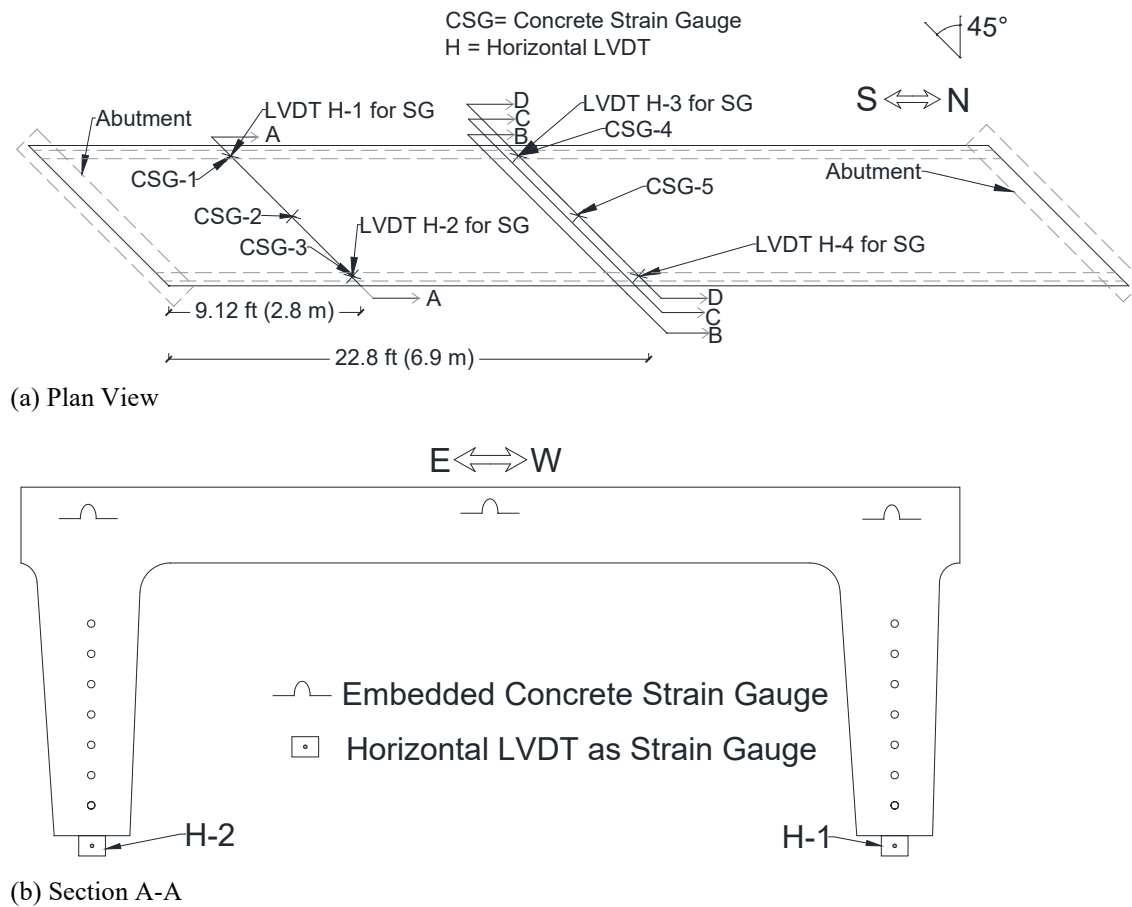 CSG= Concrete Strain Gauge
H = Horizontal LVDT
45°
S N
LVDT H-1 for SG
A
Abutment
CSG-1
CSG-2
CSG-3
LVDT H-2 for SG
A
D
C
B
LVDT H-3 for SG
CSG-4
CSG-5
Abutment
LVDT H-4 for SG
D
C
B
9.12 ft (2.8 m)
22.8 ft (6.9 m)
(a) Plan View
E W
Embedded Concrete Strain Gauge
Horizontal LVDT as Strain Gauge
H-2
H-1
(b) Section A-A